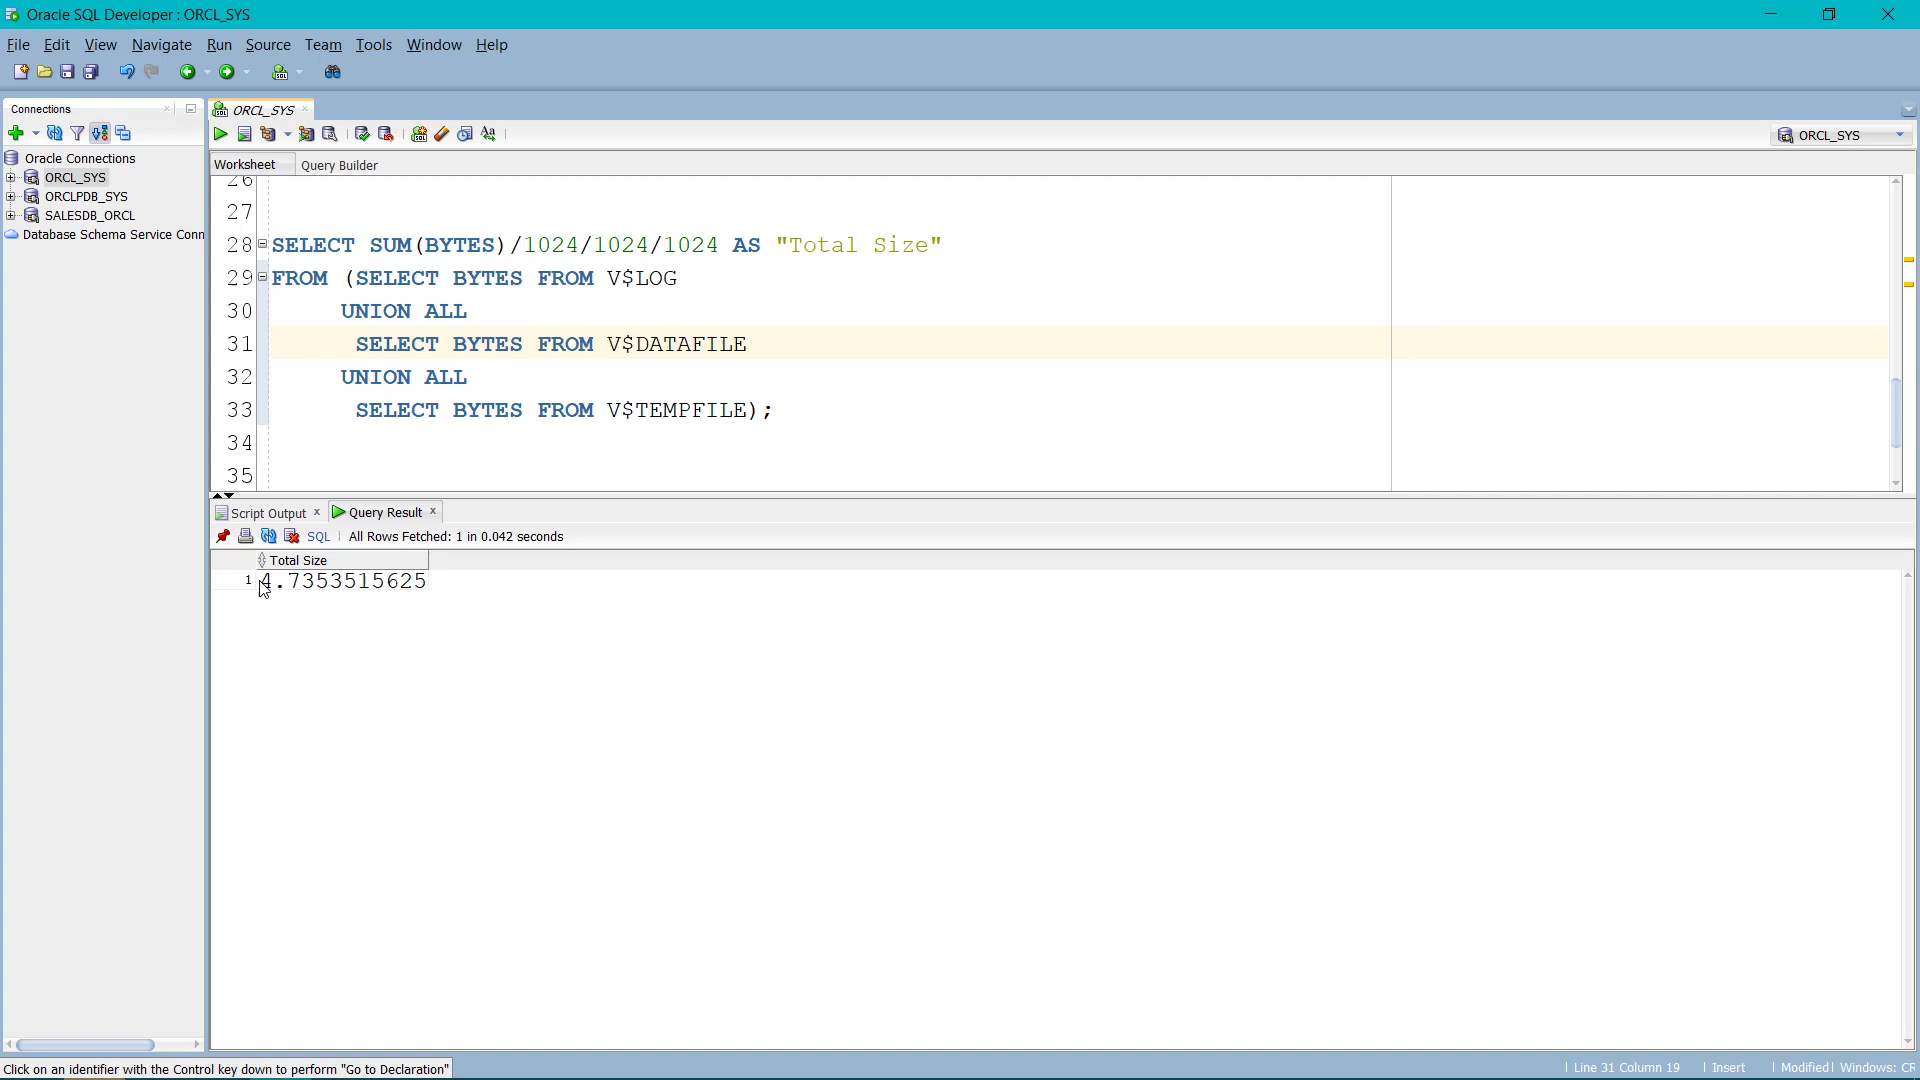 Oracle SQL Developer : ORCL_SYS
File Edit View Navigate Run Source Team Tools Window Help
Connections
Oracle Connections
ORCL_SYS
ORCLPDB_SYS
SALESDB_ORCL
Database Schema Service Conn
ORCL_SYS
ORCL_SYS
Worksheet Query Builder
26
27
28 SELECT SUM(BYTES)/1024/1024/1024 AS "Total Size"
29 FROM (SELECT BYTES FROM V$LOG
30 UNION ALL
31 SELECT BYTES FROM V$DATAFILE
32 UNION ALL
33 SELECT BYTES FROM V$TEMPFILE);
34
35
Script Output x Query Result x
SQL | All Rows Fetched: 1 in 0.042 seconds
Total Size
1 4.7353515625
Click on an identifier with the Control key down to perform "Go to Declaration"
| Line 31 Column 19 | Insert | Modified | Windows: CR